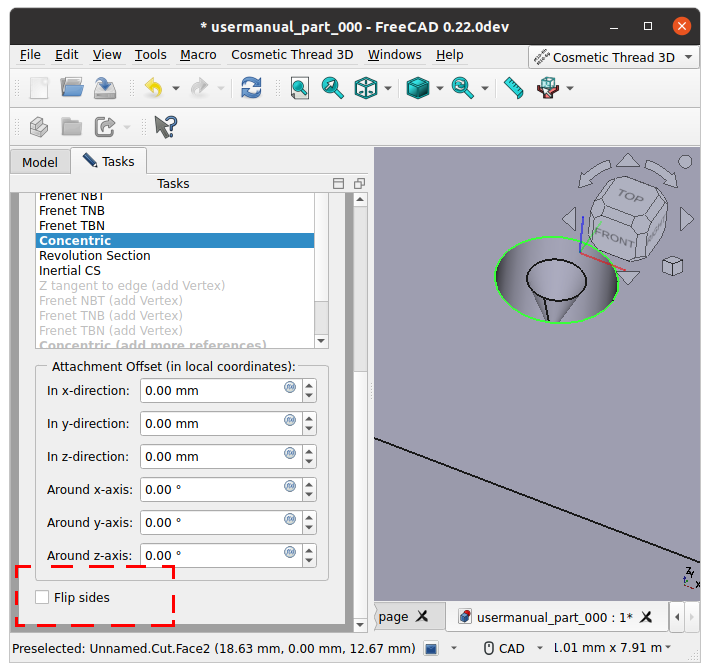 * usermanual_part_000 - FreeCAD 0.22.0dev
File Edit View Tools Macro Cosmetic Thread 3D Windows Help
Cosmetic Thread 3D
Model
Tasks
Tasks
Frenet NBT
Frenet TNB
Frenet TBN
Concentric
Revolution Section
Inertial CS
Z tangent to edge (add Vertex)
Frenet NBT (add Vertex)
Frenet TNB (add Vertex)
Frenet TBN (add Vertex)
Concentric (add more references)
Attachment Offset (in local coordinates):
In x-direction: 0.00 mm
In y-direction: 0.00 mm
In z-direction: 0.00 mm
Around x-axis: 0.00 °
Around y-axis: 0.00 °
Around z-axis: 0.00 °
Flip sides
TOP
FRONT
Z
Y
X
page
usermanual_part_000 : 1*
Preselected: Unnamed.Cut.Face2 (18.63 mm, 0.00 mm, 12.67 mm)
CAD
1.01 mm x 7.91 m